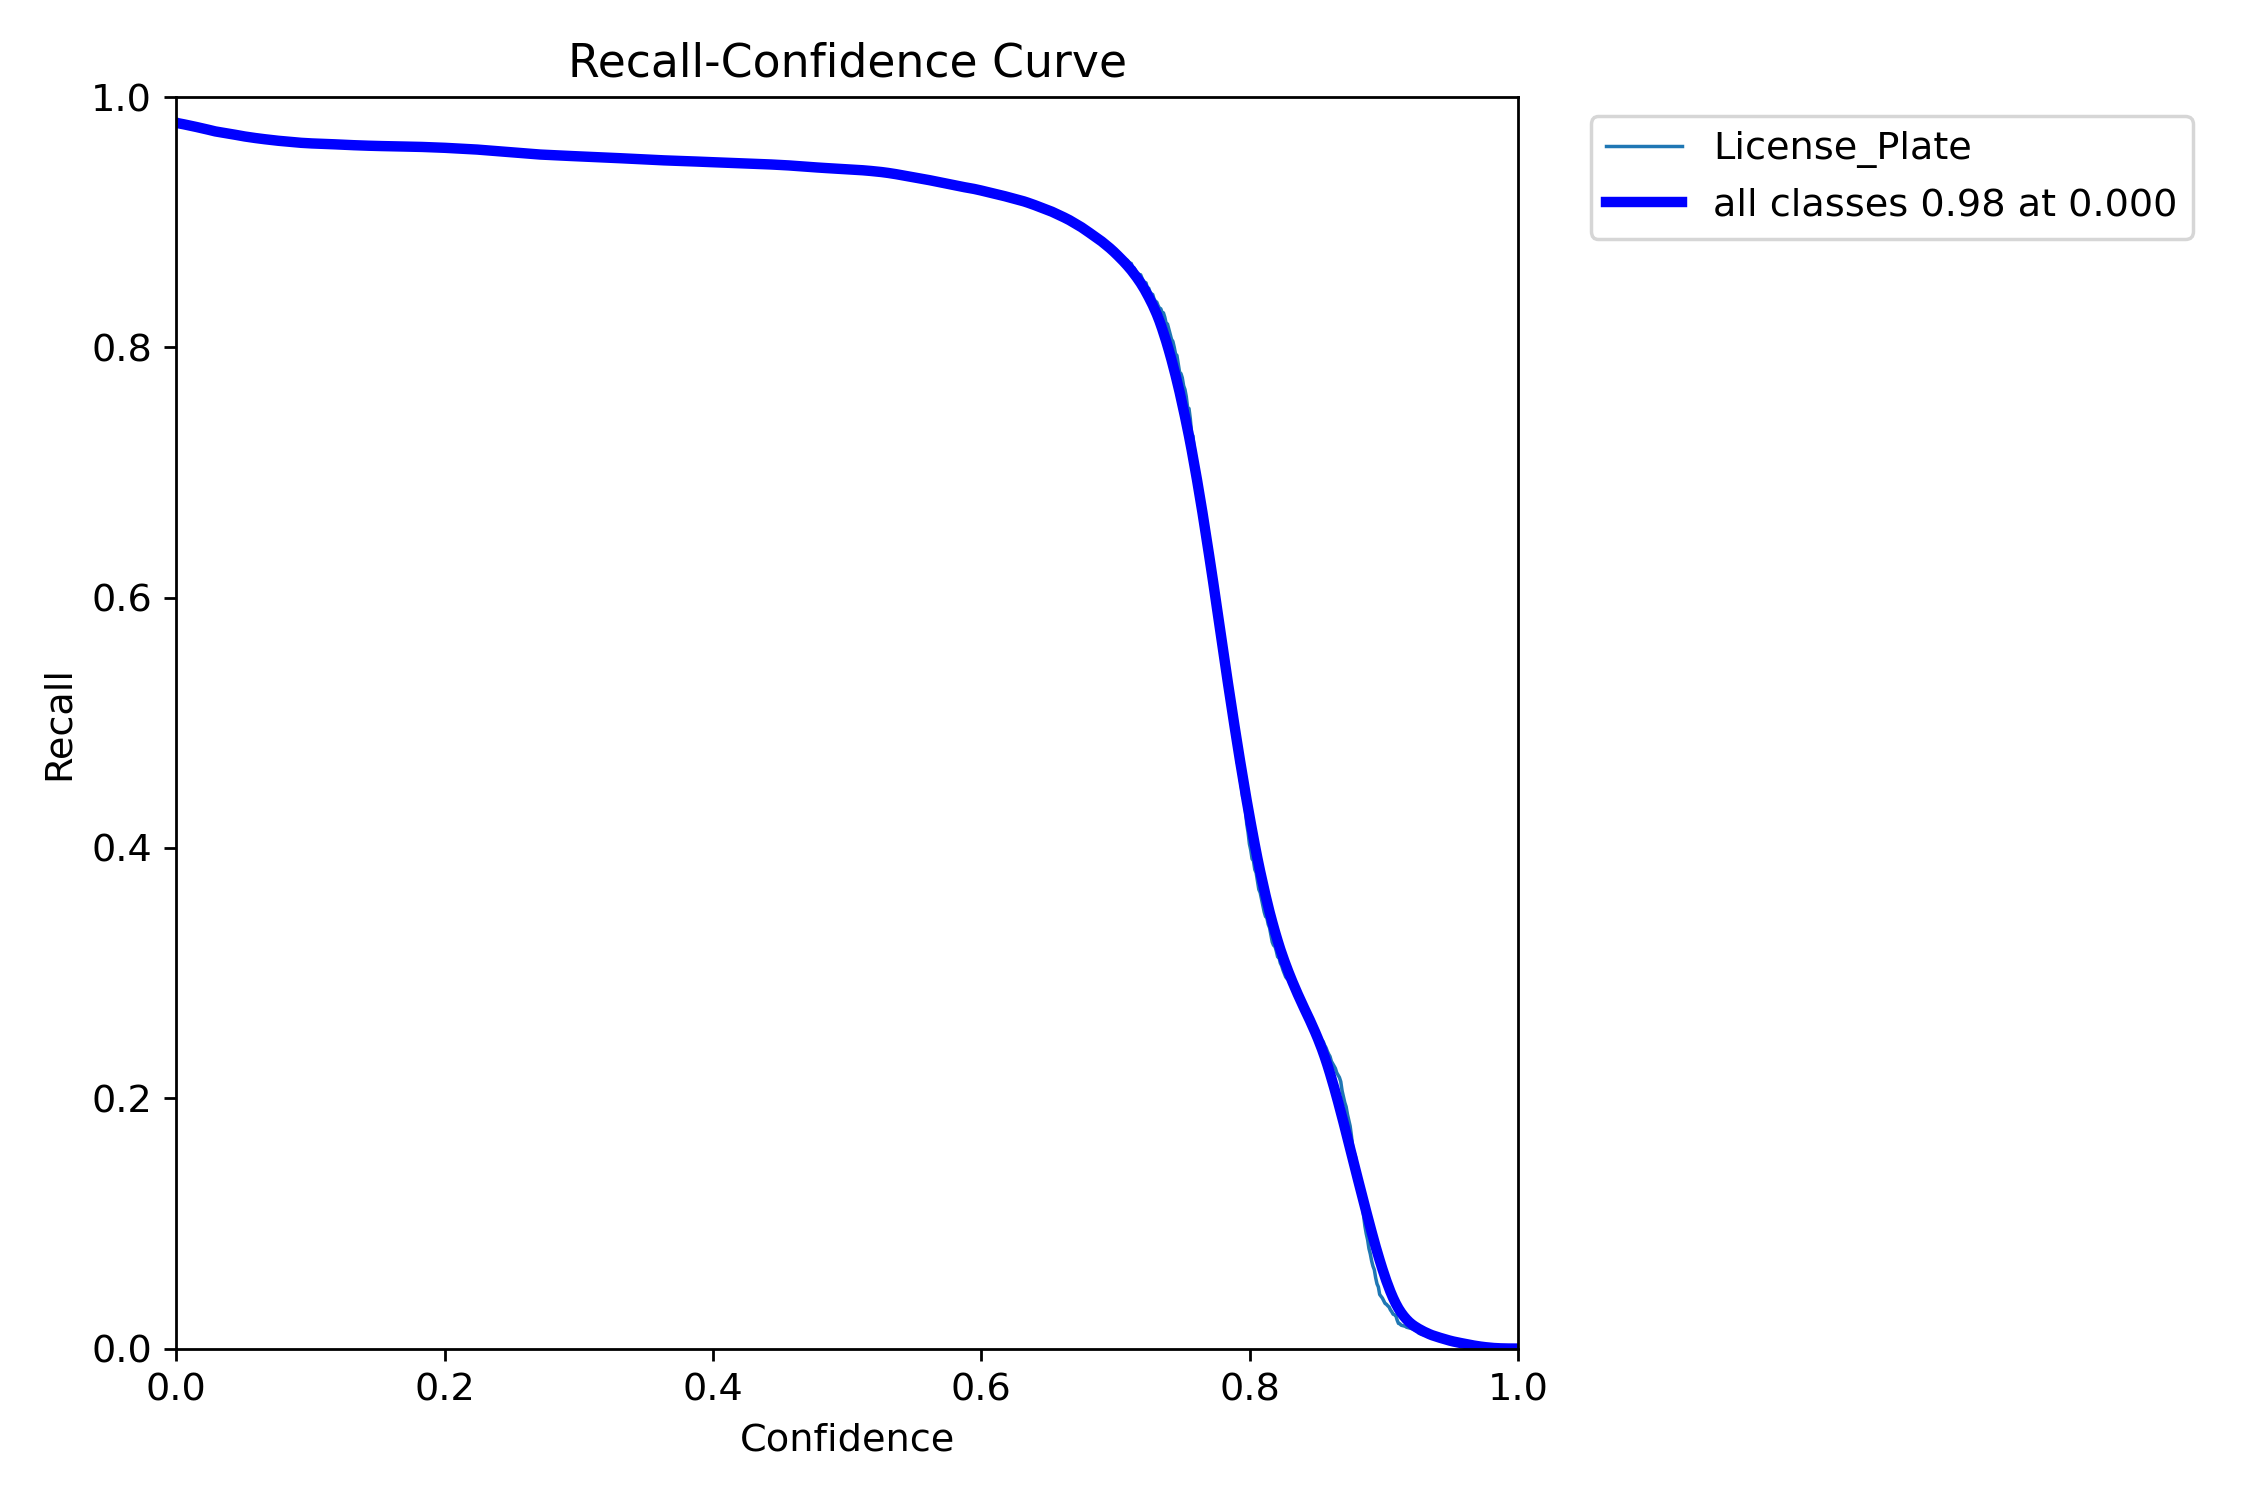 Recall-Confidence Curve
1.0
0.8
0.6
0.4
0.2
0.0
Recall
0.0 0.2 0.4 0.6 0.8 1.0
Confidence
License_Plate
all classes 0.98 at 0.000